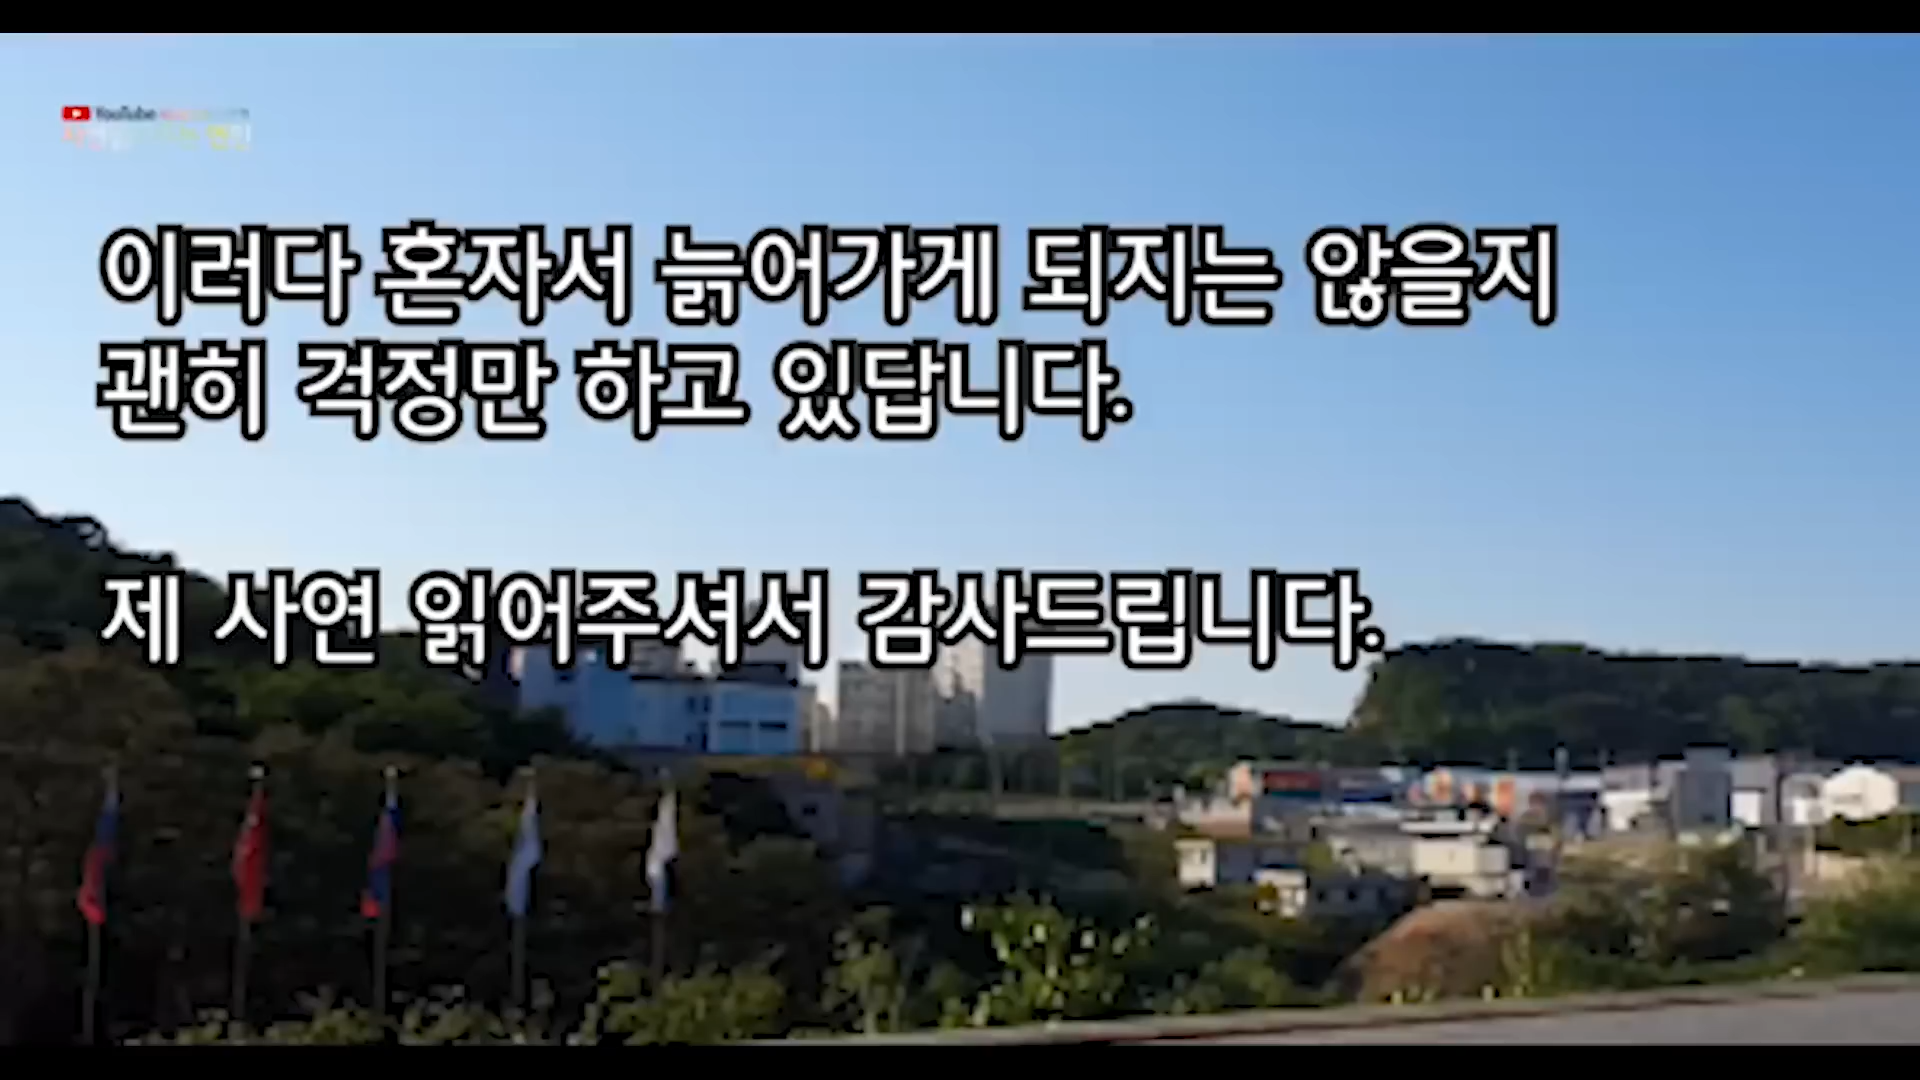 YouTube
이러다 혼자서 늙어가게 되지는 않을지
괜히 걱정만 하고 있답니다.
제 사연 읽어주셔서 감사드립니다.